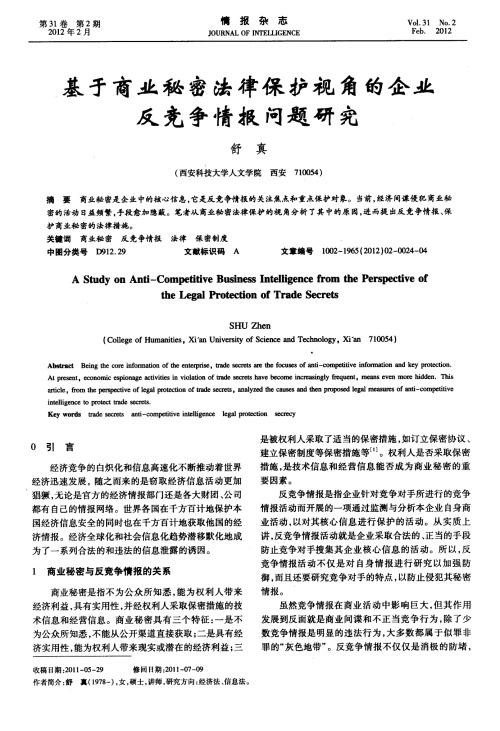 第31卷 第2期
2012年2月
情 报 杂 志
JOURNAL OF INTELLIGENCE
Vol. 31 No. 2
Feb. 2012
基于商业秘密法律保护视角的企业
反竞争情报问题研究
舒 真
(西安科技大学人文学院 西安 710054)
摘 要 商业秘密是企业中的核心信息,它是反竞争情报的关注焦点和重点保护对象。当前,经济间谍侵犯商业秘
密的活动日益频繁,手段愈加隐蔽。笔者从商业秘密法律保护的视角分析了其中的原因,进而提出反竞争情报、保
护商业秘密的法律措施。
关键词 商业秘密 反竞争情报 法律 保密制度
中图分类号 D912.29 文献标识码 A 文章编号 1002-1965(2012)02-0024-04
A Study on Anti-Competitive Business Intelligence from the Perspective of
the Legal Protection of Trade Secrets
SHU Zhen
(College of Humanities, Xi'an University of Science and Technology, Xi'an 710054)
Abstract Being the core information of the enterprise, trade secrets are the focuses of anti-competitive information and key protection.
At present, economic espionage activities in violation of trade secrets have become increasingly frequent, means even more hidden. This
article, from the perspective of legal protection of trade secrets, analyzed the causes and then proposed legal measures of anti-competitive
intelligence to protect trade secrets.
Key words trade secrets anti-competitive intelligence legal protection secrecy
0 引 言
经济竞争的白炽化和信息高速化不断推动着世界
经济迅速发展,随之而来的是窃取经济信息活动更加
猖獗,无论是官方的经济情报部门还是各大财团、公司
都有自己的情报网络。世界各国在千方百计地保护本
国经济信息安全的同时也在千方百计地获取他国的经
济情报。经济全球化和社会信息化趋势潜移默化地成
为了一系列合法的和违法的信息泄露的诱因。
1 商业秘密与反竞争情报的关系
商业秘密是指不为公众所知悉,能为权利人带来
经济利益,具有实用性,并经权利人采取保密措施的技
术信息和经营信息。商业秘密具有三个特征:一是不
为公众所知悉,不能从公开渠道直接获取;二是具有经
济实用性,能为权利人带来现实或潜在的经济利益;三
是被权利人采取了适当的保密措施,如订立保密协议、
建立保密制度等保密措施等[1]。权利人是否采取保密
措施,是技术信息和经营信息能否成为商业秘密的重
要因素。
反竞争情报是指企业针对竞争对手所进行的竞争
情报活动而开展的一项通过监测与分析本企业自身商
业活动,以对其核心信息进行保护的活动。从实质上
讲,反竞争情报活动就是企业采取合法的、正当的手段
防止竞争对手搜集其企业核心信息的活动。所以,反
竞争情报活动不仅是对自身情报进行研究以加强防
御,而且还要研究竞争对手的特点,以防止侵犯其秘密
情报。
虽然竞争情报在商业活动中影响巨大,但其作用
发展到反面就是商业间谍和不正当竞争行为,除了少
数竞争情报是明显的违法行为,大多数都属于似罪非
罪的“灰色地带”。反竞争情报不仅仅是消极的防堵,
收稿日期:2011-05-29 修回日期:2011-07-09
作者简介:舒 真(1978-),女,硕士,讲师,研究方向:经济法、信息法。